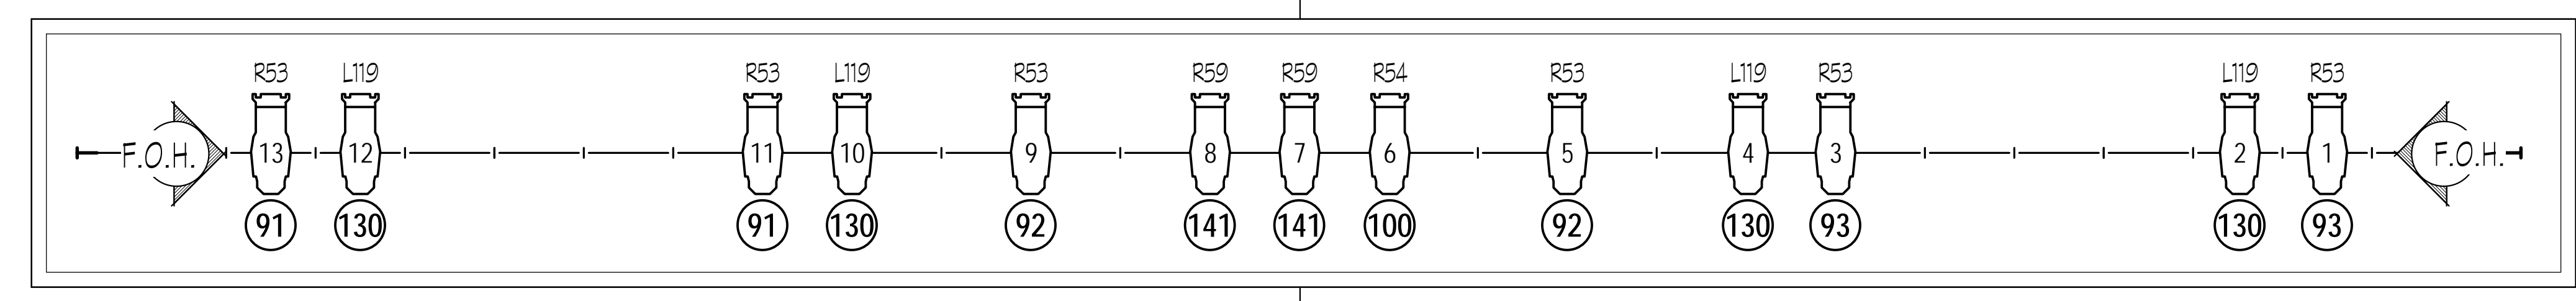 R53 L119 R53 L119 R53 R59 R59 R54 R53 L119 R53 L119 R53
F.O.H. 13 12 11 10 9 8 7 6 5 4 3 2 1 F.O.H.
91 130 91 130 92 141 141 100 92 130 93 130 93